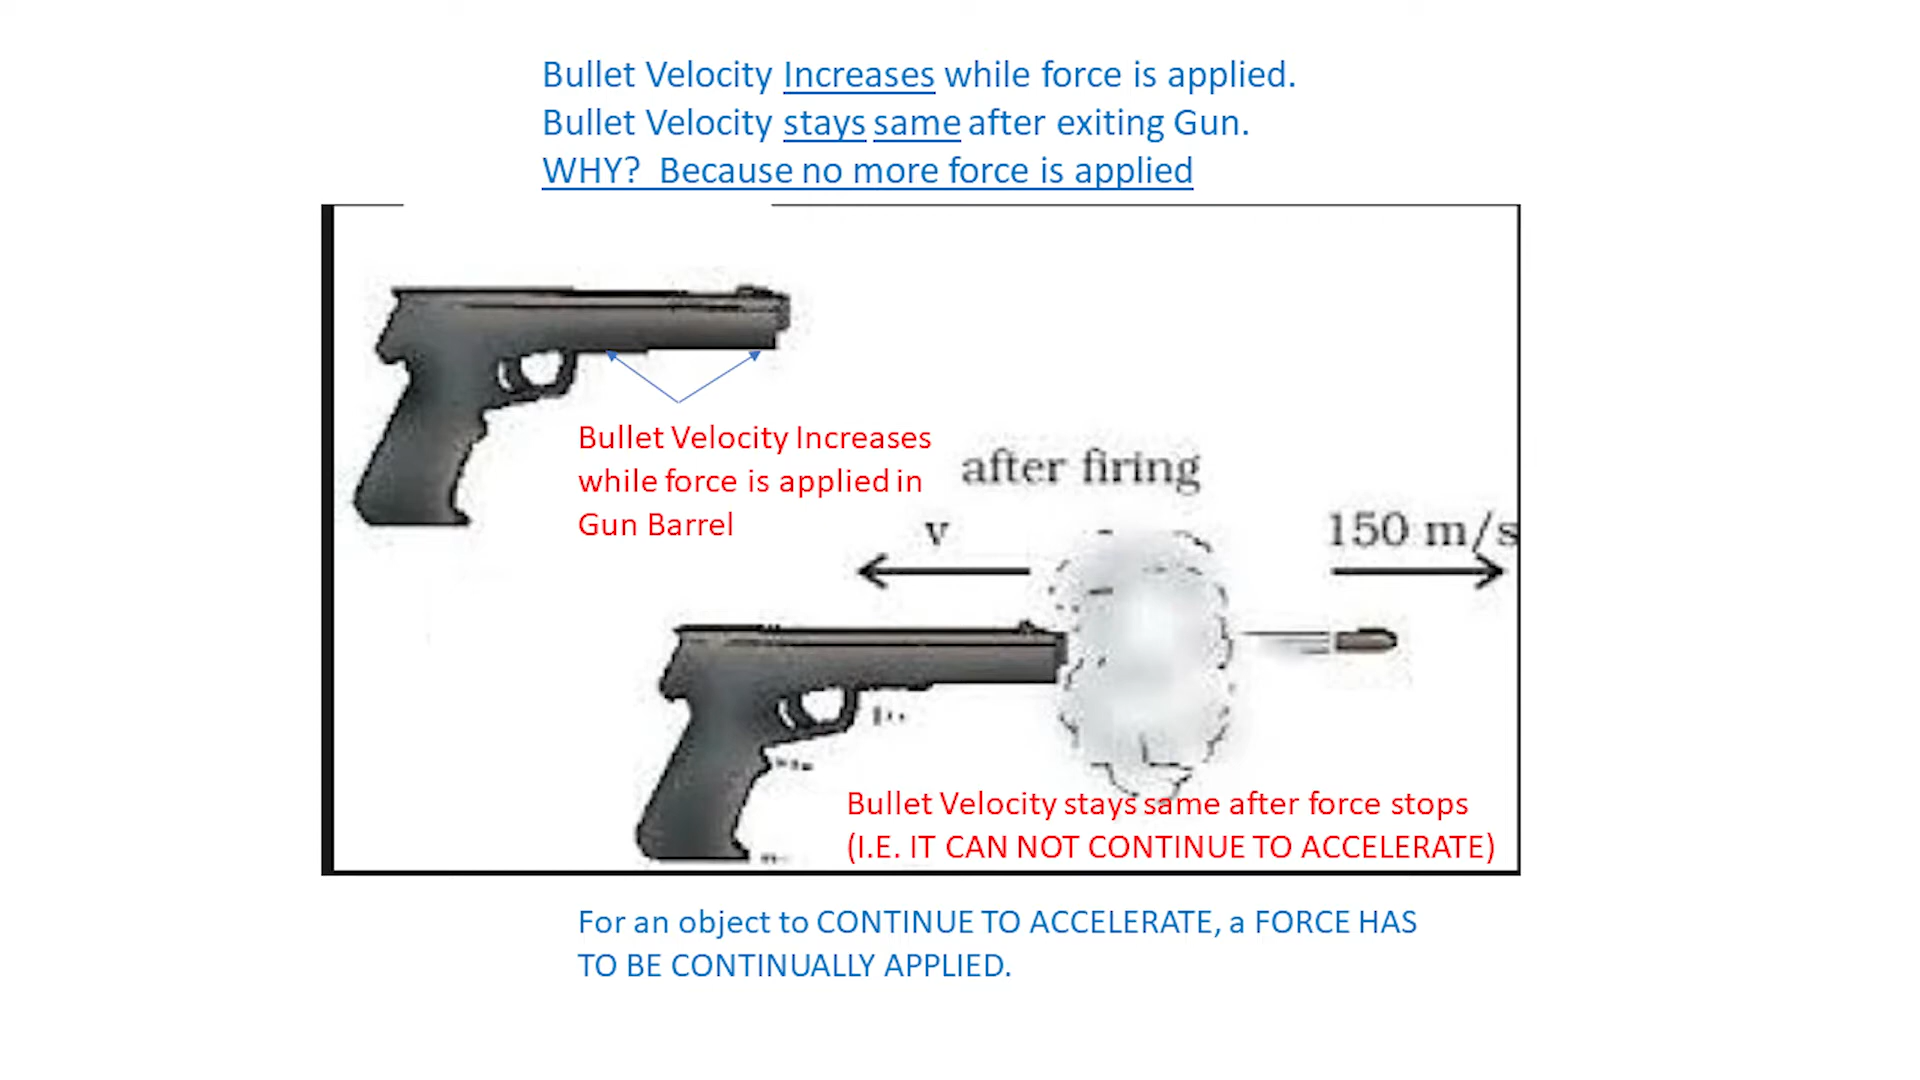 Bullet Velocity Increases while force is applied.
Bullet Velocity stays same after exiting Gun.
WHY? Because no more force is applied
Bullet Velocity Increases
while force is applied in
Gun Barrel
after firing
v
150 m/s
Bullet Velocity stays same after force stops
(I.E. IT CAN NOT CONTINUE TO ACCELERATE)
For an object to CONTINUE TO ACCELERATE, a FORCE HAS
TO BE CONTINUALLY APPLIED.